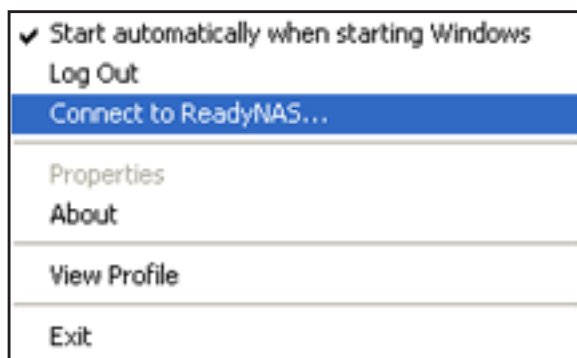 Start automatically when starting Windows
Log Out
Connect to ReadyNAS...
Properties
About
View Profile
Exit